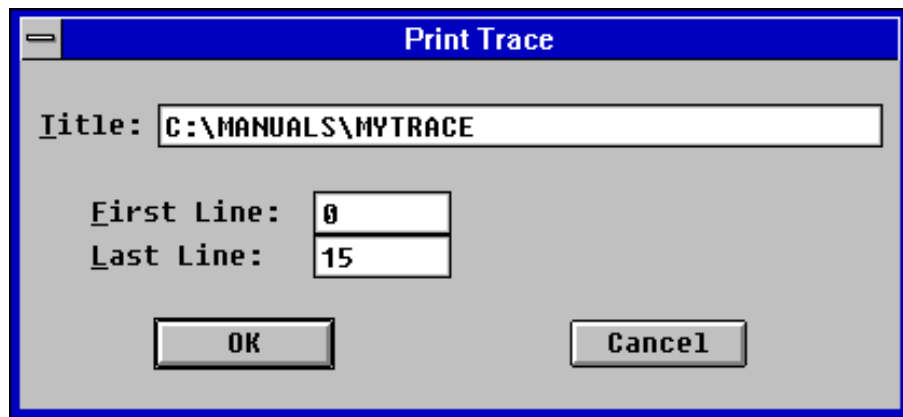 Print Trace
Title: C:\MANUALS\MYTRACE
First Line: 0
Last Line: 15
OK Cancel